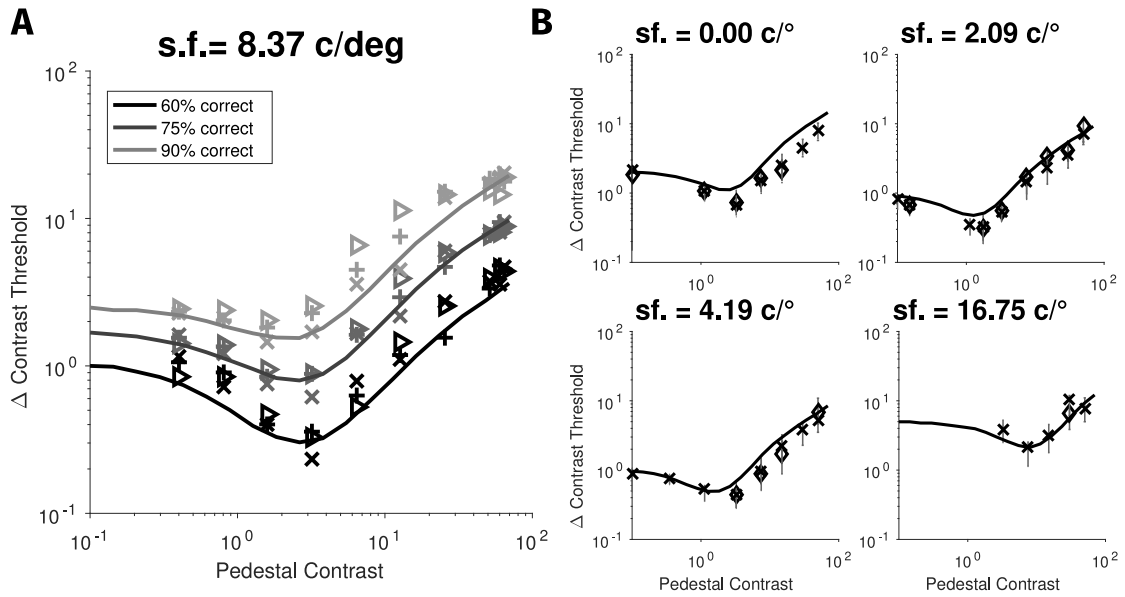 A
s.f.= 8.37 c/deg
10^2
10^1
10^0
10^-1
Δ Contrast Threshold
60% correct
75% correct
90% correct
10^-1
10^0
10^1
10^2
Pedestal Contrast
B
sf. = 0.00 c/°
10^2
10^1
10^0
10^-1
Δ Contrast Threshold
10^0
10^2
sf. = 2.09 c/°
10^2
10^1
10^0
10^-1
10^0
10^2
sf. = 4.19 c/°
10^2
10^1
10^0
10^-1
Δ Contrast Threshold
10^0
10^2
Pedestal Contrast
sf. = 16.75 c/°
10^2
10^1
10^0
10^-1
10^0
10^2
Pedestal Contrast